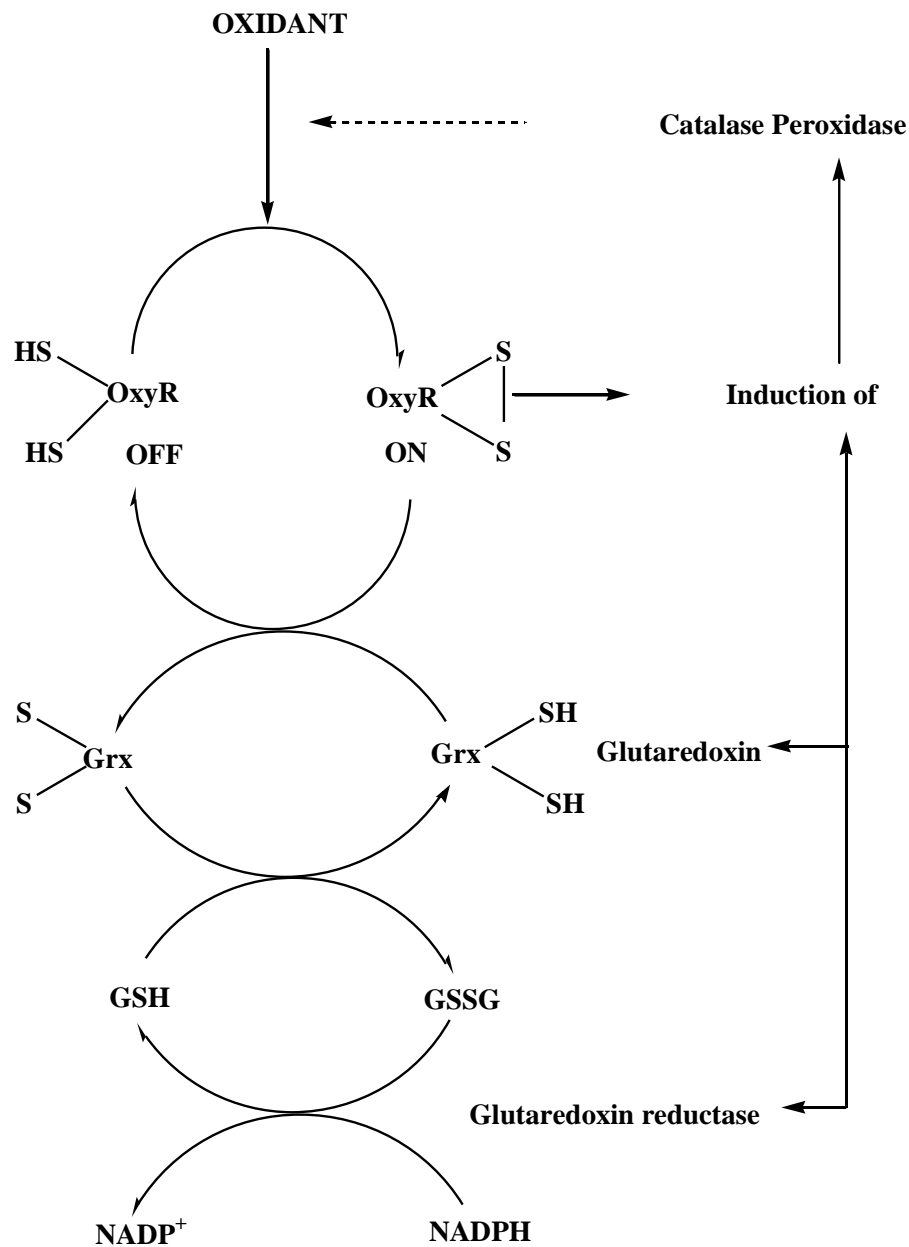 OXIDANT
Catalase Peroxidase
HS
S
OxyR
OxyR
Induction of
HS
OFF
ON
S
S
SH
Grx
Grx
Glutaredoxin
S
SH
GSH
GSSG
Glutaredoxin reductase
NADP+
NADPH